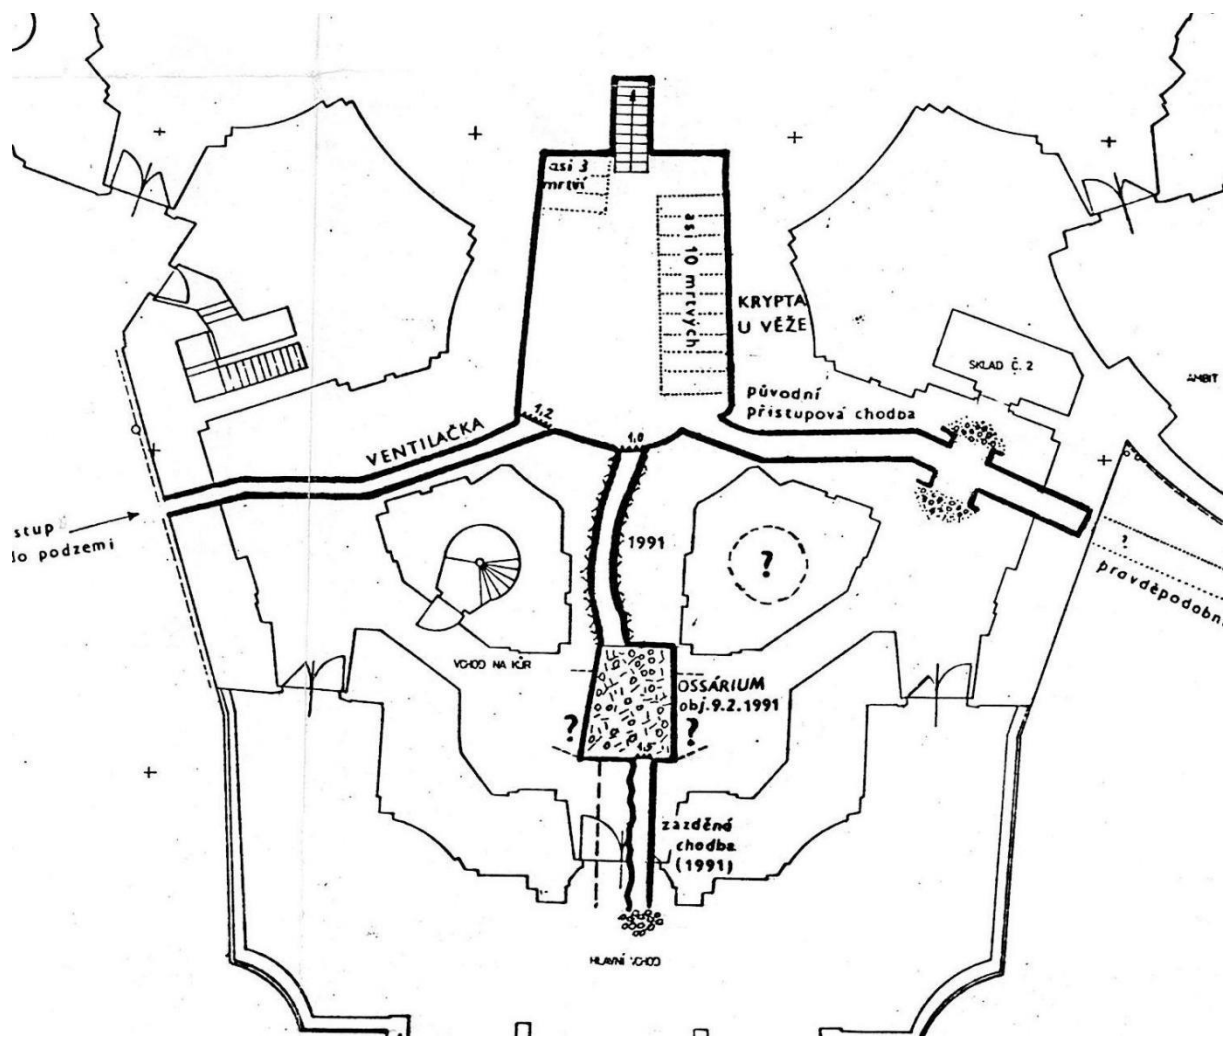 asi 3
mrtví
asi 10 mrtvých
KRYPTA
U VĚŽE
SKLAD Č. 2
AMBIT
původní
přístupová chodba
1,2
1,0
VENTILAČKA
stup
do podzemi
1991
?
?
pravděpodobn
VCHOD NA KŮR
OSSÁRIUM
obj. 9.2.1991
?
?
1,5
zazděná
chodba
(1991)
HLAVNÍ VCHOD